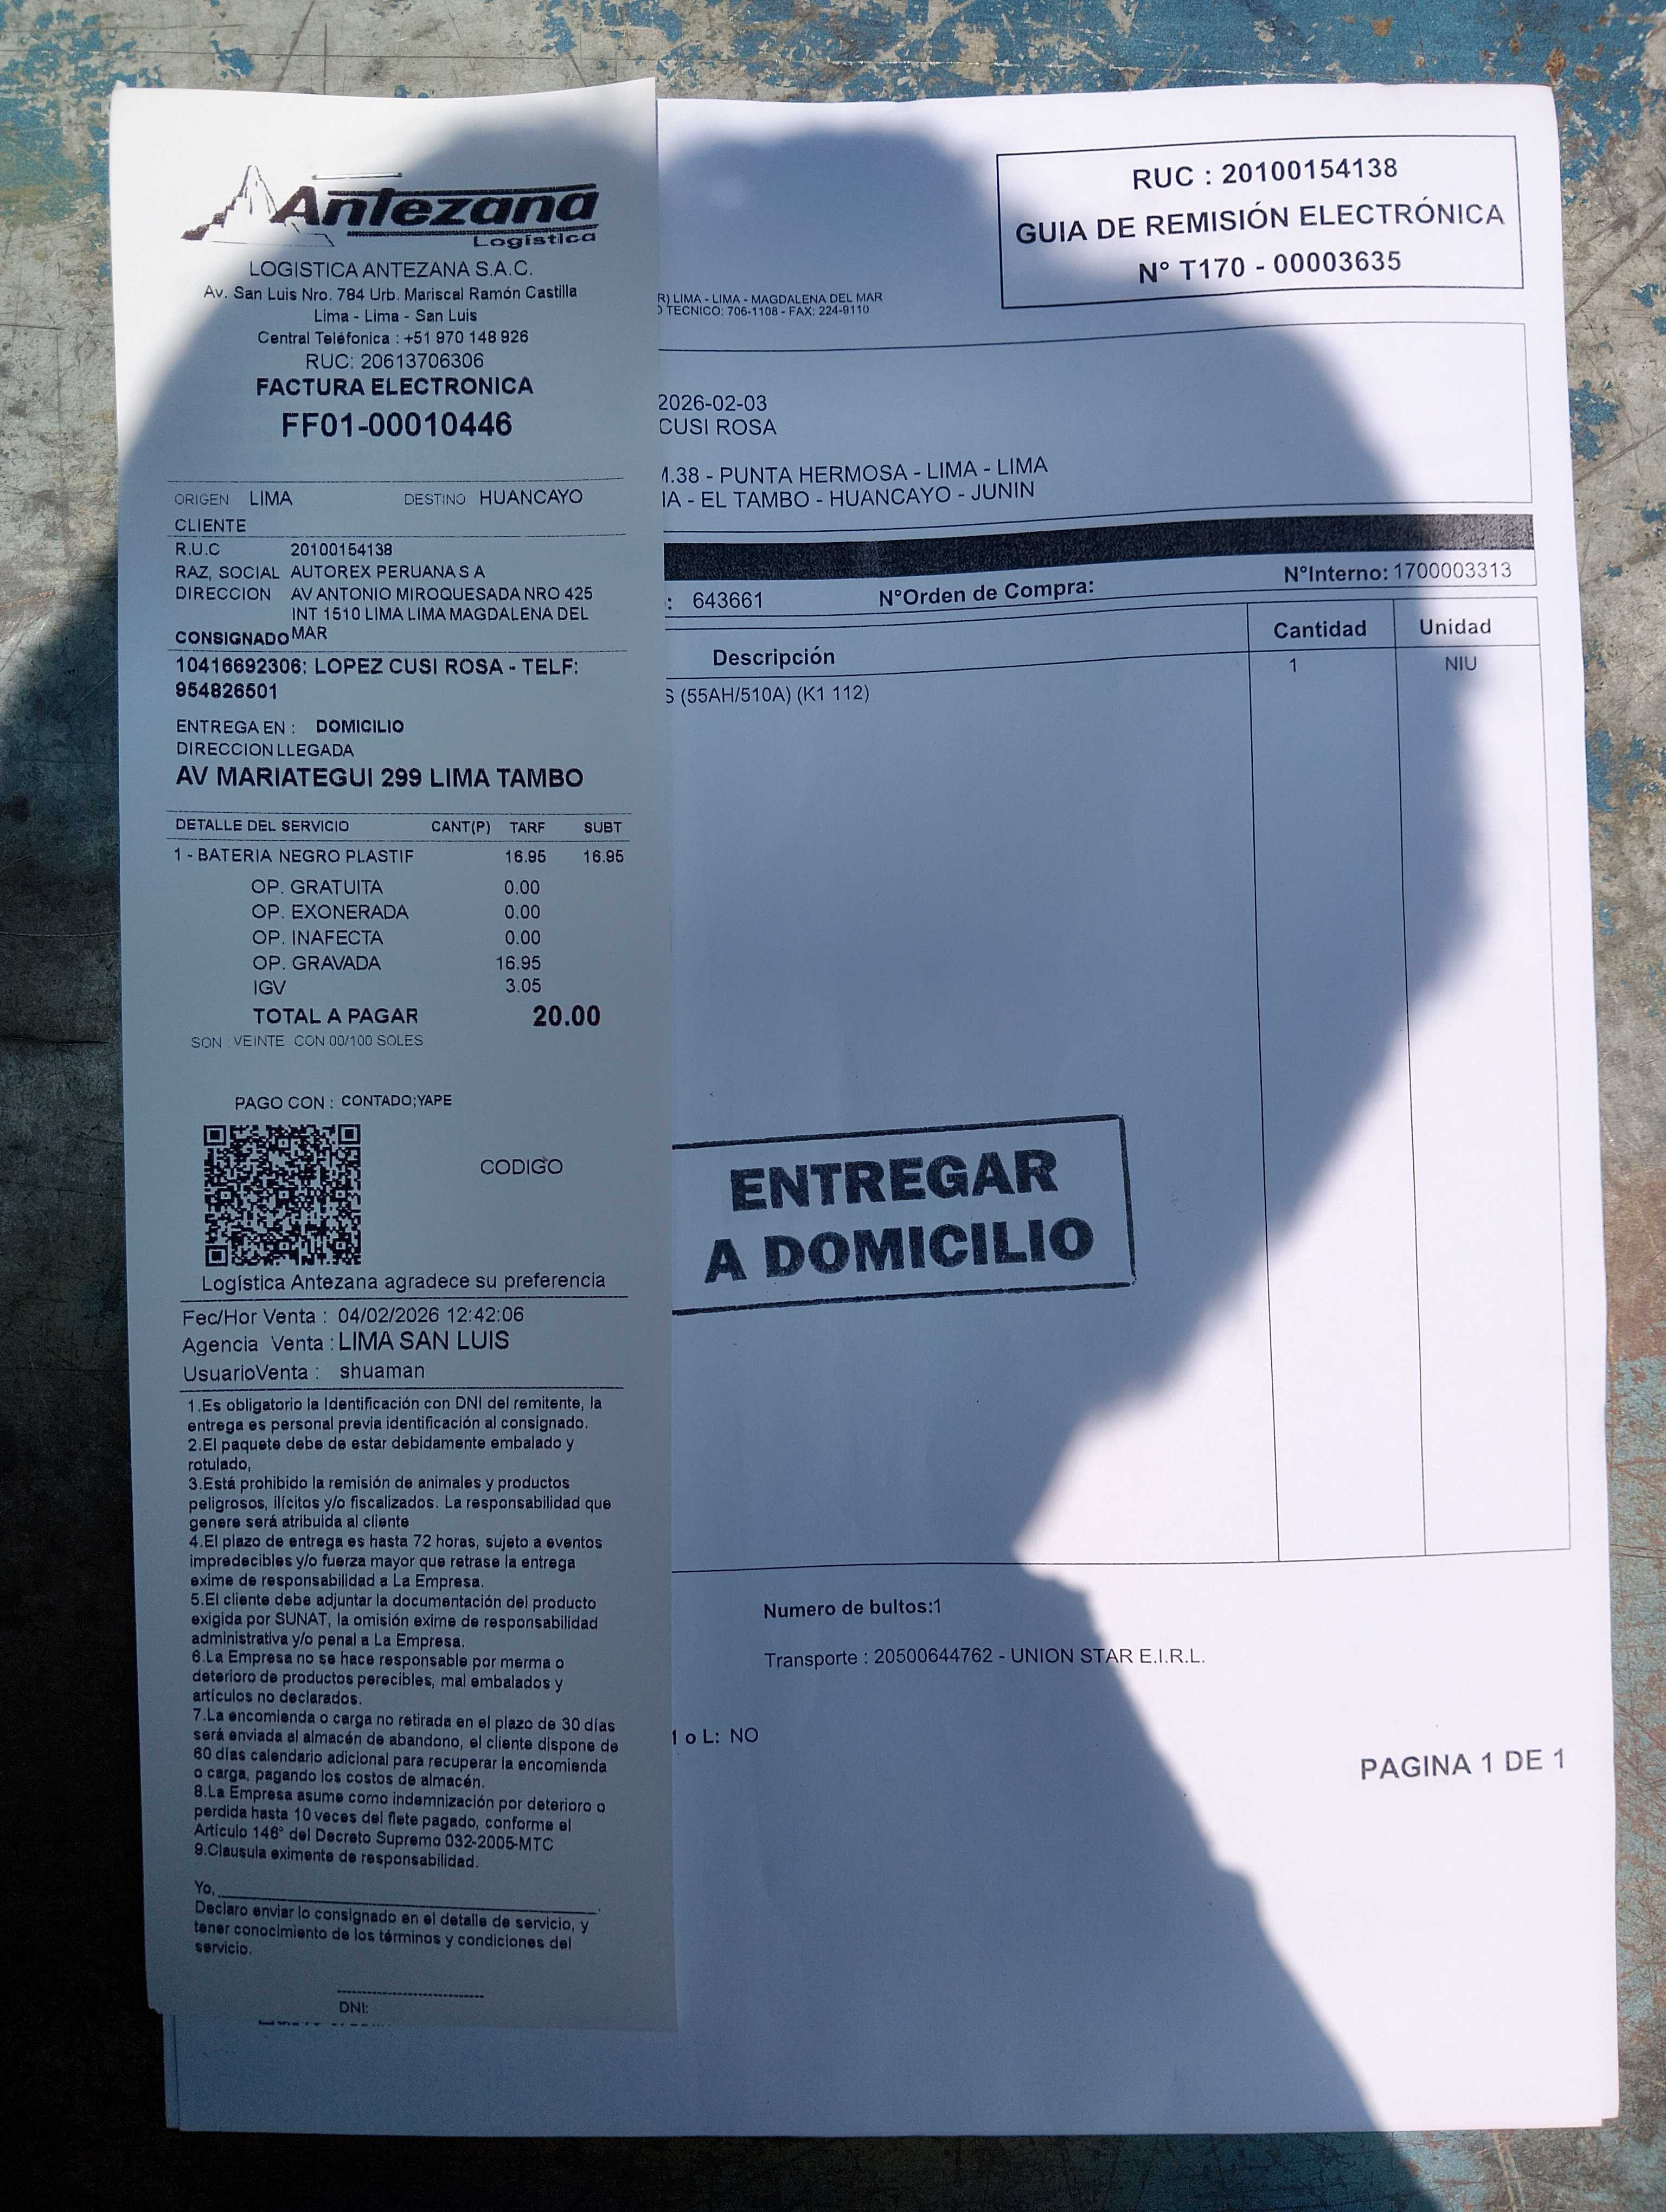 Antezana
Logística
LOGISTICA ANTEZANA S.A.C.
Av. San Luis Nro. 784 Urb. Mariscal Ramón Castilla
Lima - Lima - San Luis
Central Teléfonica : +51 970 148 926
RUC: 20613706306
FACTURA ELECTRONICA
FF01-00010446
ORIGEN LIMA DESTINO HUANCAYO
CLIENTE
R.U.C 20100154138
RAZ, SOCIAL AUTOREX PERUANA S A
DIRECCION AV ANTONIO MIROQUESADA NRO 425
INT 1510 LIMA LIMA MAGDALENA DEL
MAR
CONSIGNADO
10416692306: LOPEZ CUSI ROSA - TELF:
954826501
ENTREGA EN : DOMICILIO
DIRECCION LLEGADA
AV MARIATEGUI 299 LIMA TAMBO
DETALLE DEL SERVICIO CANT(P) TARF SUBT
1 - BATERIA NEGRO PLASTIF 16.95 16.95
OP. GRATUITA 0.00
OP. EXONERADA 0.00
OP. INAFECTA 0.00
OP. GRAVADA 16.95
IGV 3.05
TOTAL A PAGAR 20.00
SON : VEINTE CON 00/100 SOLES
PAGO CON : CONTADO;YAPE
CODIGO
Logística Antezana agradece su preferencia
Fec/Hor Venta : 04/02/2026 12:42:06
Agencia Venta : LIMA SAN LUIS
UsuarioVenta : shuaman
1.Es obligatorio la Identificación con DNI del remitente, la
entrega es personal previa identificación al consignado.
2.El paquete debe de estar debidamente embalado y
rotulado,
3.Está prohibido la remisión de animales y productos
peligrosos, ilícitos y/o fiscalizados. La responsabilidad que
genere será atribuida al cliente
4.El plazo de entrega es hasta 72 horas, sujeto a eventos
impredecibles y/o fuerza mayor que retrase la entrega
exime de responsabilidad a La Empresa.
5.El cliente debe adjuntar la documentación del producto
exigida por SUNAT, la omisión exime de responsabilidad
administrativa y/o penal a La Empresa.
6.La Empresa no se hace responsable por merma o
deterioro de productos perecibles, mal embalados y
artículos no declarados.
7.La encomienda o carga no retirada en el plazo de 30 días
será enviada al almacén de abandono, el cliente dispone de
60 días calendario adicional para recuperar la encomienda
o carga, pagando los costos de almacén.
8.La Empresa asume como indemnización por deterioro o
perdida hasta 10 veces del flete pagado, conforme el
Artículo 146° del Decreto Supremo 032-2005-MTC
9.Clausula eximente de responsabilidad.
Yo,
Declaro enviar lo consignado en el detalle de servicio, y
tener conocimiento de los términos y condiciones del
servicio.
DNI:
RUC : 20100154138
GUIA DE REMISIÓN ELECTRÓNICA
N° T170 - 00003635
R) LIMA - LIMA - MAGDALENA DEL MAR
TECNICO: 706-1108 - FAX: 224-9110
2026-02-03
CUSI ROSA
.38 - PUNTA HERMOSA - LIMA - LIMA
A - EL TAMBO - HUANCAYO - JUNIN
: 643661 N°Orden de Compra: N°Interno: 1700003313
Descripción Cantidad Unidad
S (55AH/510A) (K1 112) 1 NIU
ENTREGAR
A DOMICILIO
Numero de bultos:1
Transporte : 20500644762 - UNION STAR E.I.R.L.
o L: NO
PAGINA 1 DE 1